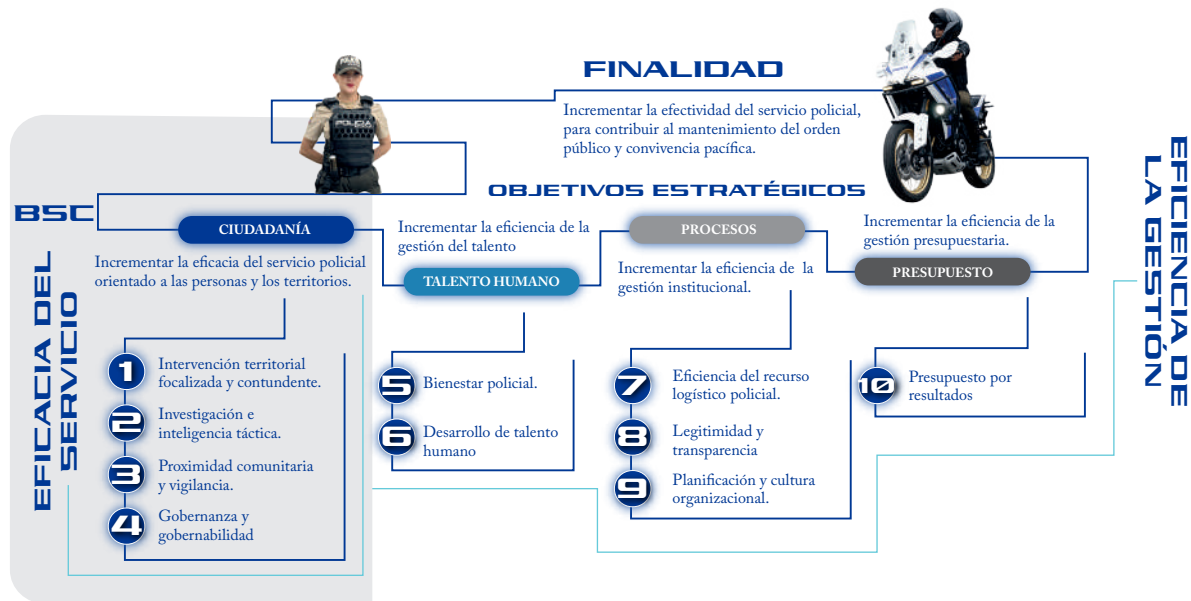 FINALIDAD
Incrementar la efectividad del servicio policial,
para contribuir al mantenimiento del orden
público y convivencia pacífica.
POLICÍA
OBJETIVOS ESTRATÉGICOS
BSC
EFICACIA DEL
SERVICIO
CIUDADANÍA
Incrementar la eficacia del servicio policial
orientado a las personas y los territorios.
1
Intervención territorial
focalizada y contundente.
2
Investigación e
inteligencia táctica.
3
Proximidad comunitaria
y vigilancia.
4
Gobernanza y
gobernabilidad
Incrementar la eficiencia de la
gestión del talento
TALENTO HUMANO
5
Bienestar policial.
6
Desarrollo de talento
humano
PROCESOS
Incrementar la eficiencia de la
gestión institucional.
7
Eficiencia del recurso
logístico policial.
8
Legitimidad y
transparencia
9
Planificación y cultura
organizacional.
Incrementar la eficiencia de la
gestión presupuestaria.
PRESUPUESTO
10
Presupuesto por
resultados
EFICIENCIA DE
LA GESTIÓN